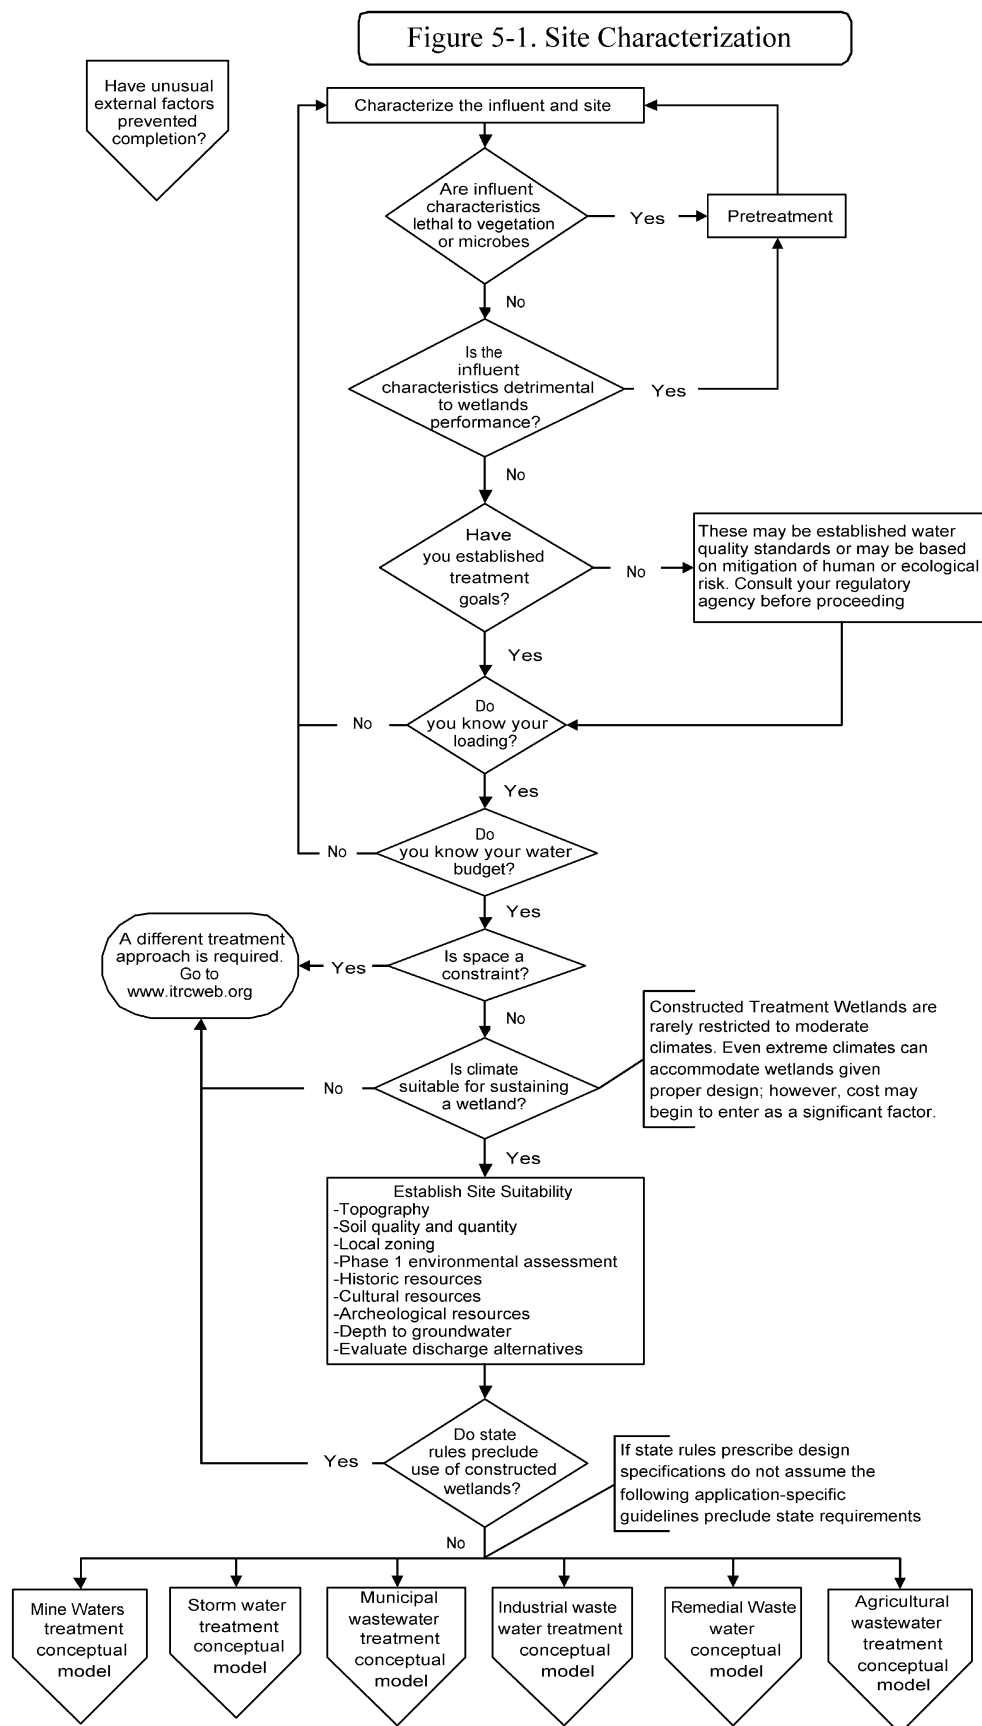 Figure 5-1. Site Characterization
Have unusual
external factors
prevented
completion?
Characterize the influent and site
Are influent
characteristics
lethal to vegetation
or microbes
Yes
Pretreatment
No
Is the
influent
characteristics detrimental
to wetlands
performance?
Yes
No
Have
you established
treatment
goals?
No
These may be established water
quality standards or may be based
on mitigation of human or ecological
risk. Consult your regulatory
agency before proceeding
Yes
Do
you know your
loading?
No
Yes
Do
you know your water
budget?
No
Yes
Is space a
constraint?
Yes
A different treatment
approach is required.
Go to
www.itrcweb.org
No
Is climate
suitable for sustaining
a wetland?
No
Constructed Treatment Wetlands are
rarely restricted to moderate
climates. Even extreme climates can
accommodate wetlands given
proper design; however, cost may
begin to enter as a significant factor.
Yes
Establish Site Suitability
-Topography
-Soil quality and quantity
-Local zoning
-Phase 1 environmental assessment
-Historic resources
-Cultural resources
-Archeological resources
-Depth to groundwater
-Evaluate discharge alternatives
Do state
rules preclude
use of constructed
wetlands?
Yes
If state rules prescribe design
specifications do not assume the
following application-specific
guidelines preclude state requirements
No
Mine Waters
treatment
conceptual
model
Storm water
treatment
conceptual
model
Municipal
wastewater
treatment
conceptual
model
Industrial waste
water treatment
conceptual
model
Remedial Waste
water
conceptual
model
Agricultural
wastewater
treatment
conceptual
model